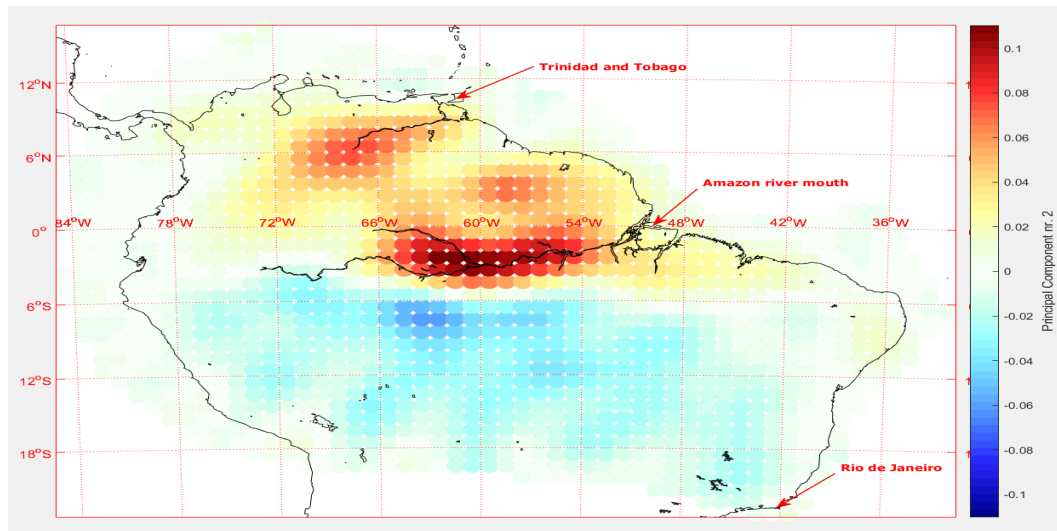 Trinidad and Tobago
Amazon river mouth
Rio de Janeiro
12°N
6°N
0°
6°S
12°S
18°S
84°W
78°W
72°W
66°W
60°W
54°W
48°W
42°W
36°W
0.1
0.08
0.06
0.04
0.02
0
-0.02
-0.04
-0.06
-0.08
-0.1
Principal Component nr. 2